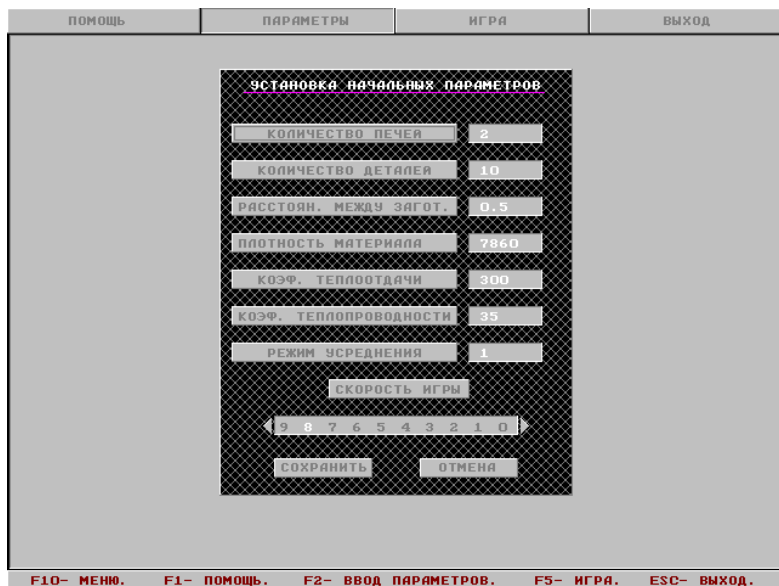 ПОМОЩЬ ПАРАМЕТРЫ ИГРА ВЫХОД
УСТАНОВКА НАЧАЛЬНЫХ ПАРАМЕТРОВ
КОЛИЧЕСТВО ПЕЧЕЙ 2
КОЛИЧЕСТВО ДЕТАЛЕЙ 10
РАССТОЯН. МЕЖДУ ЗАГОТ. 0.5
ПЛОТНОСТЬ МАТЕРИАЛА 7860
КОЭФ. ТЕПЛООТДАЧИ 300
КОЭФ. ТЕПЛОПРОВОДНОСТИ 35
РЕЖИМ УСРЕДНЕНИЯ 1
СКОРОСТЬ ИГРЫ
9 8 7 6 5 4 3 2 1 0
СОХРАНИТЬ ОТМЕНА
F10- МЕНЮ. F1- ПОМОЩЬ. F2- ВВОД ПАРАМЕТРОВ. F5- ИГРА. ESC- ВЫХОД.